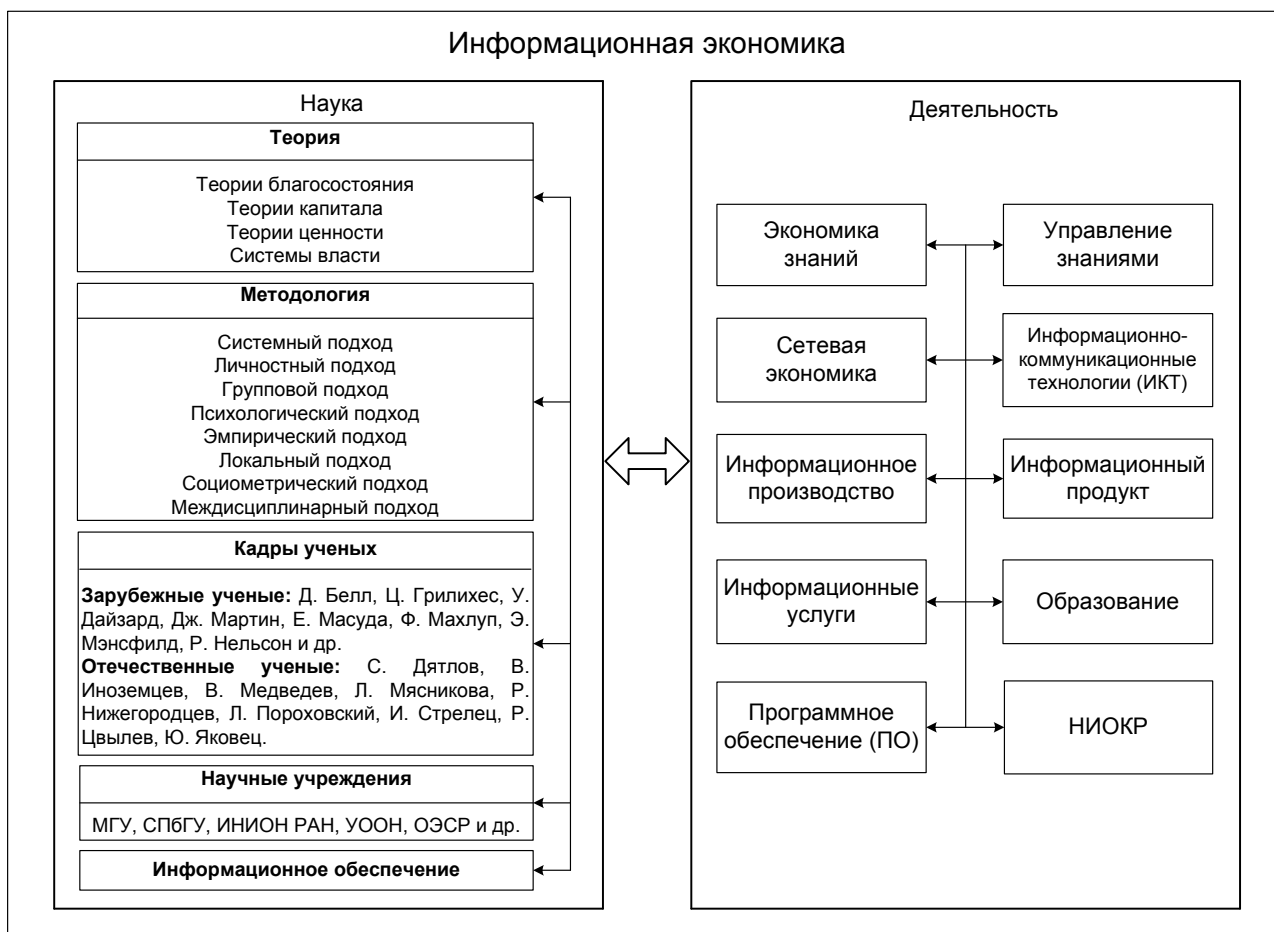 Информационная экономика
Наука
Теория
Теории благосостояния
Теории капитала
Теории ценности
Системы власти
Методология
Системный подход
Личностный подход
Групповой подход
Психологический подход
Эмпирический подход
Локальный подход
Социометрический подход
Междисциплинарный подход
Кадры ученых
Зарубежные ученые: Д. Белл, Ц. Грилихес, У.
Дайзард, Дж. Мартин, Е. Масуда, Ф. Махлуп, Э.
Мэнсфилд, Р. Нельсон и др.
Отечественные ученые: С. Дятлов, В.
Иноземцев, В. Медведев, Л. Мясникова, Р.
Нижегородцев, Л. Пороховский, И. Стрелец, Р.
Цвылев, Ю. Яковец.
Научные учреждения
МГУ, СПбГУ, ИНИОН РАН, УООН, ОЭСР и др.
Информационное обеспечение
Деятельность
Экономика
знаний
Управление
знаниями
Сетевая
экономика
Информационно-
коммуникационные
технологии (ИКТ)
Информационное
производство
Информационный
продукт
Информационные
услуги
Образование
Программное
обеспечение (ПО)
НИОКР